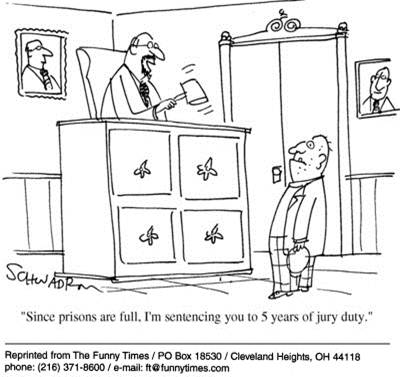 SCHWADRON
"Since prisons are full, I'm sentencing you to 5 years of jury duty."
Reprinted from The Funny Times / PO Box 18530 / Cleveland Heights, OH 44118
phone: (216) 371-8600 / e-mail: ft@funnytimes.com